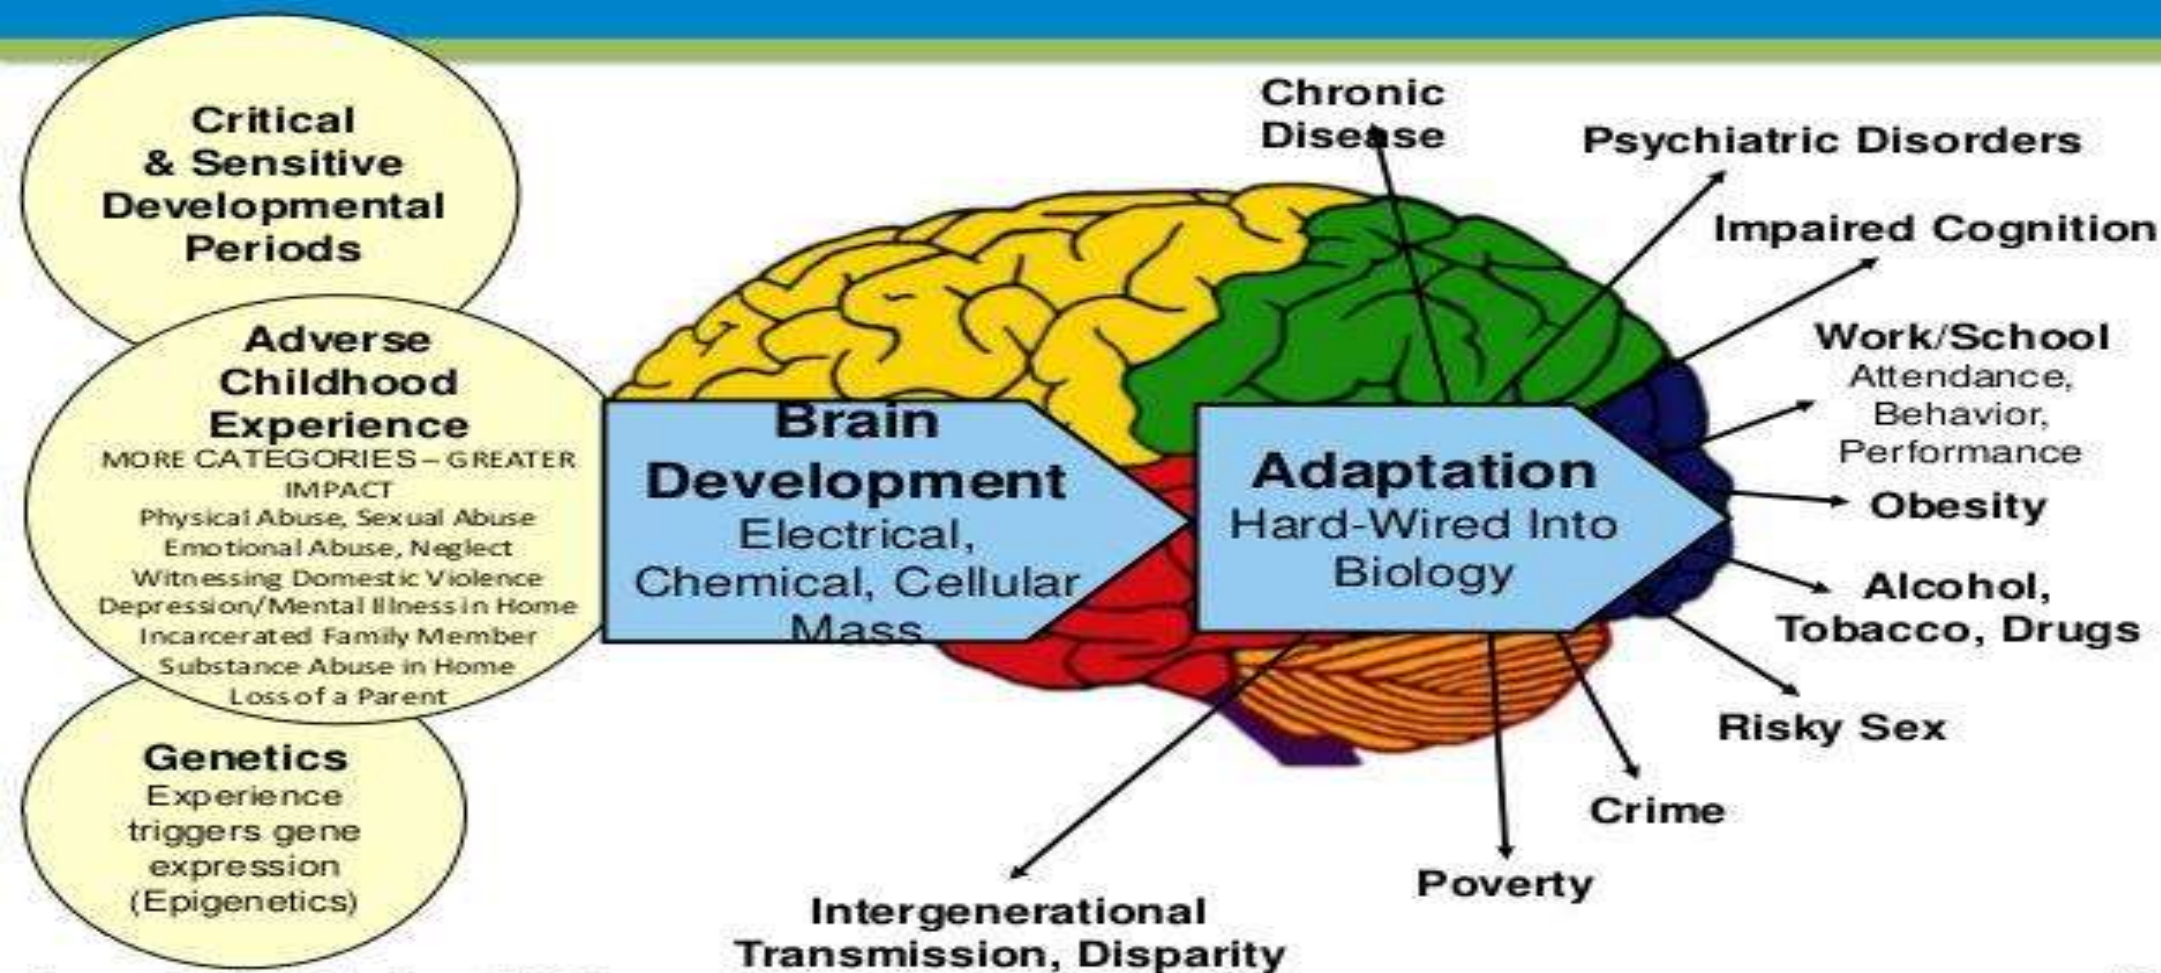 Critical
& Sensitive
Developmental
Periods
Adverse
Childhood
Experience
MORE CATEGORIES – GREATER
IMPACT
Physical Abuse, Sexual Abuse
Emotional Abuse, Neglect
Witnessing Domestic Violence
Depression/Mental Illness in Home
Incarcerated Family Member
Substance Abuse in Home
Loss of a Parent
Genetics
Experience
triggers gene
expression
(Epigenetics)
Brain
Development
Electrical,
Chemical, Cellular
Mass
Adaptation
Hard-Wired Into
Biology
Chronic
Disease
Psychiatric Disorders
Impaired Cognition
Work/School
Attendance,
Behavior,
Performance
Obesity
Alcohol,
Tobacco, Drugs
Risky Sex
Crime
Poverty
Intergenerational
Transmission, Disparity